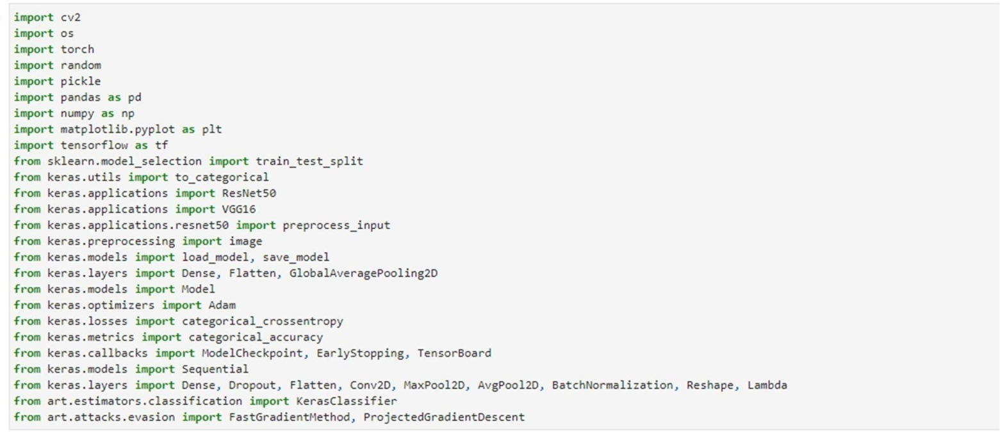 import cv2
import os
import torch
import random
import pickle
import pandas as pd
import numpy as np
import matplotlib.pyplot as plt
import tensorflow as tf
from sklearn.model_selection import train_test_split
from keras.utils import to_categorical
from keras.applications import ResNet50
from keras.applications import VGG16
from keras.applications.resnet50 import preprocess_input
from keras.preprocessing import image
from keras.models import load_model, save_model
from keras.layers import Dense, Flatten, GlobalAveragePooling2D
from keras.models import Model
from keras.optimizers import Adam
from keras.losses import categorical_crossentropy
from keras.metrics import categorical_accuracy
from keras.callbacks import ModelCheckpoint, EarlyStopping, TensorBoard
from keras.models import Sequential
from keras.layers import Dense, Dropout, Flatten, Conv2D, MaxPool2D, AvgPool2D, BatchNormalization, Reshape, Lambda
from art.estimators.classification import KerasClassifier
from art.attacks.evasion import FastGradientMethod, ProjectedGradientDescent